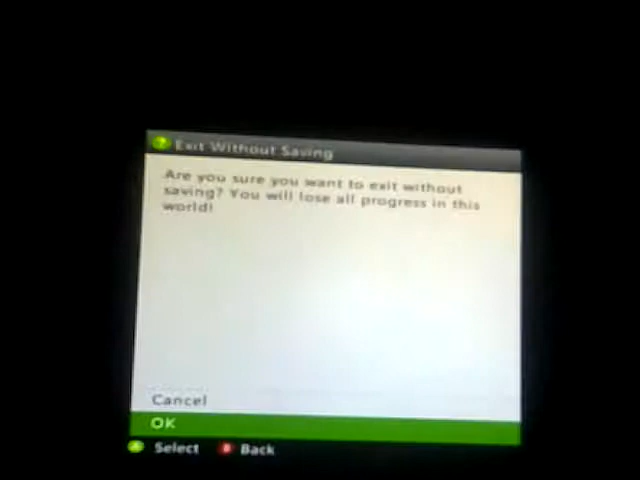 Exit Without Saving
Are you sure you want to exit without
saving? You will lose all progress in this
world!
Cancel
OK
A Select B Back